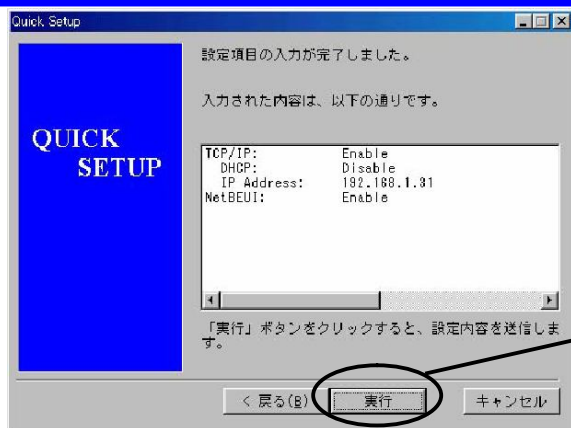 Quick Setup
設定項目の入力が完了しました。
入力された内容は、以下の通りです。
QUICK
SETUP
TCP/IP: Enable
DHCP: Disable
IP Address: 192.168.1.31
NetBEUI: Enable
「実行」ボタンをクリックすると、設定内容を送信しま
す。
< 戻る(B)
実行
キャンセル